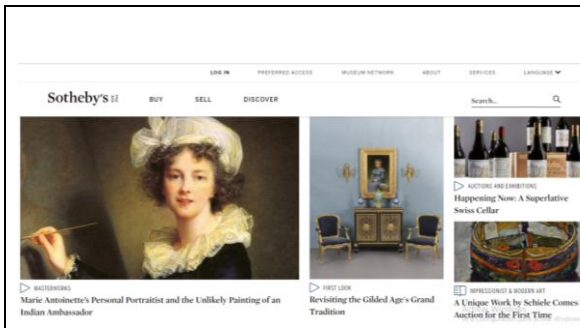 LOG IN PREFERRED ACCESS MUSEUM NETWORK ABOUT SERVICES LANGUAGE
Sotheby's
BUY SELL DISCOVER
Search...
MASTERWORKS
Marie Antoinette's Personal Portraitist and the Unlikely Painting of an
Indian Ambassador
FIRST LOOK
Revisiting the Gilded Age's Grand
Tradition
AUCTIONS AND EXHIBITIONS
Happening Now: A Superlative
Swiss Cellar
IMPRESSIONIST & MODERN ART
A Unique Work by Schiele Comes
Auction for the First Time